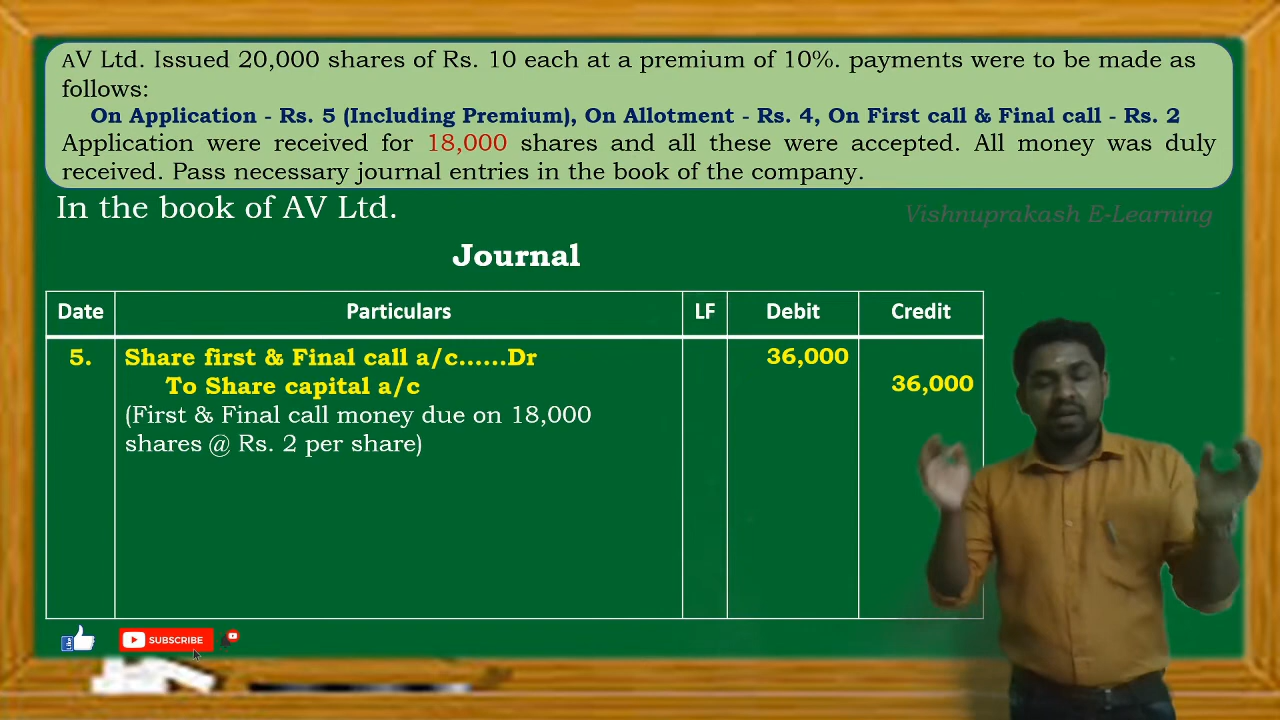 AV Ltd. Issued 20,000 shares of Rs. 10 each at a premium of 10%. payments were to be made as
follows:
On Application - Rs. 5 (Including Premium), On Allotment - Rs. 4, On First call & Final call - Rs. 2
Application were received for 18,000 shares and all these were accepted. All money was duly
received. Pass necessary journal entries in the book of the company.
In the book of AV Ltd.
Vishnuprakash E-Learning
Journal
Date Particulars LF Debit Credit
5. Share first & Final call a/c......Dr 36,000
To Share capital a/c 36,000
(First & Final call money due on 18,000
shares @ Rs. 2 per share)
SUBSCRIBE